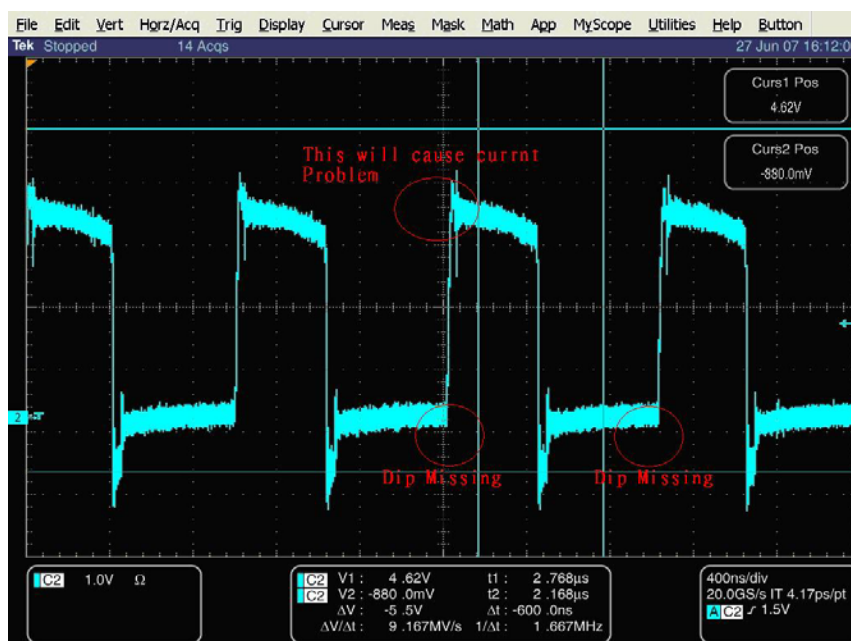 File Edit Vert Horz/Acq Trig Display Cursor Meas Mask Math App MyScope Utilities Help Button
Tek Stopped 14 Acqs 27 Jun 07 16:12:0
Curs1 Pos
4.62V
Curs2 Pos
-880.0mV
This will cause currnt
Problem
2
Dip Missing Dip Missing
C2 1.0V Ω
C2 V1 : 4 .62V t1 : 2 .768µs
C2 V2 : -880 .0mV t2 : 2 .168µs
ΔV : -5 .5V Δt : -600 .0ns
ΔV/Δt : 9 .167MV/s 1/Δt : 1 .667MHz
400ns/div
20.0GS/s IT 4.17ps/pt
A C2 ∫ 1.5V